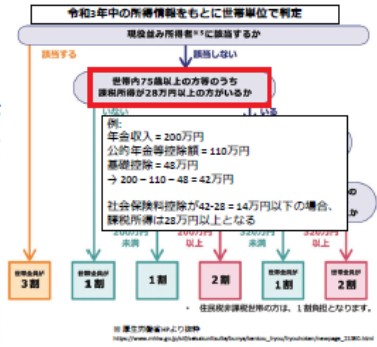 令和3年中の所得情報をもとに世帯単位で判定
現役並み所得者※3に該当するか
該当する
該当しない
世帯内75歳以上の方等のうち
課税所得が28万円以上の方がいるか
いない
いる
例:
年金収入 = 200万円
公的年金等控除額 = 110万円
基礎控除 = 48万円
→ 200 – 110 – 48 = 42万円
社会保険料控除が42-28 = 14万円以下の場合、
課税所得は28万円以上となる
の
か
200万円
未満
200万円
以上
320万円
未満
320万円
以上
世帯全員が
3割
世帯全員が
1割
1割
2割
世帯全員が
1割
世帯全員が
2割
・ 住民税非課税世帯の方は、1割負担となります。
※ 厚生労働省HPより抜粋